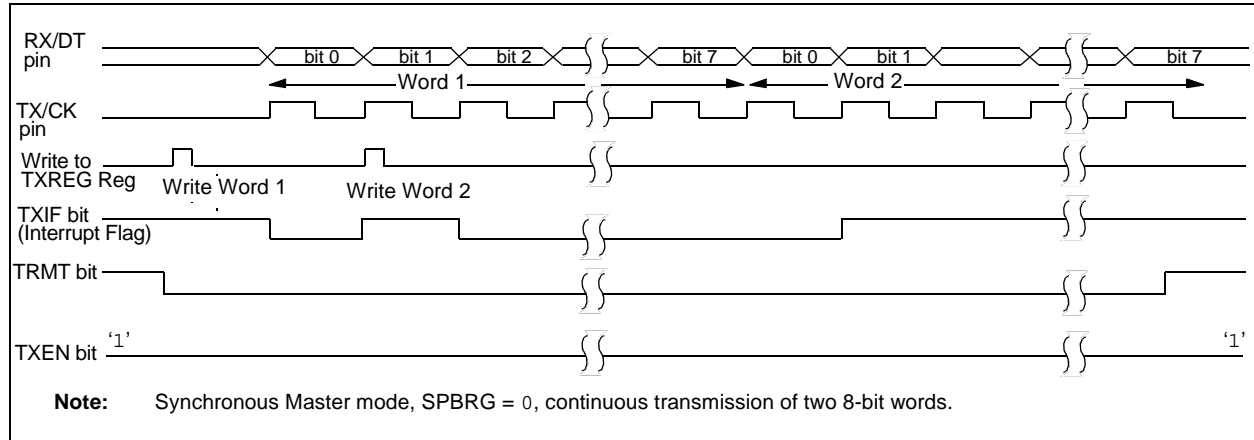 RX/DT
pin
bit 0 bit 1 bit 2 bit 7 bit 0 bit 1 bit 7
Word 1 Word 2
TX/CK
pin
Write to
TXREG Reg
Write Word 1 Write Word 2
TXIF bit
(Interrupt Flag)
TRMT bit
TXEN bit
‘1’ ‘1’
Note: Synchronous Master mode, SPBRG = 0, continuous transmission of two 8-bit words.